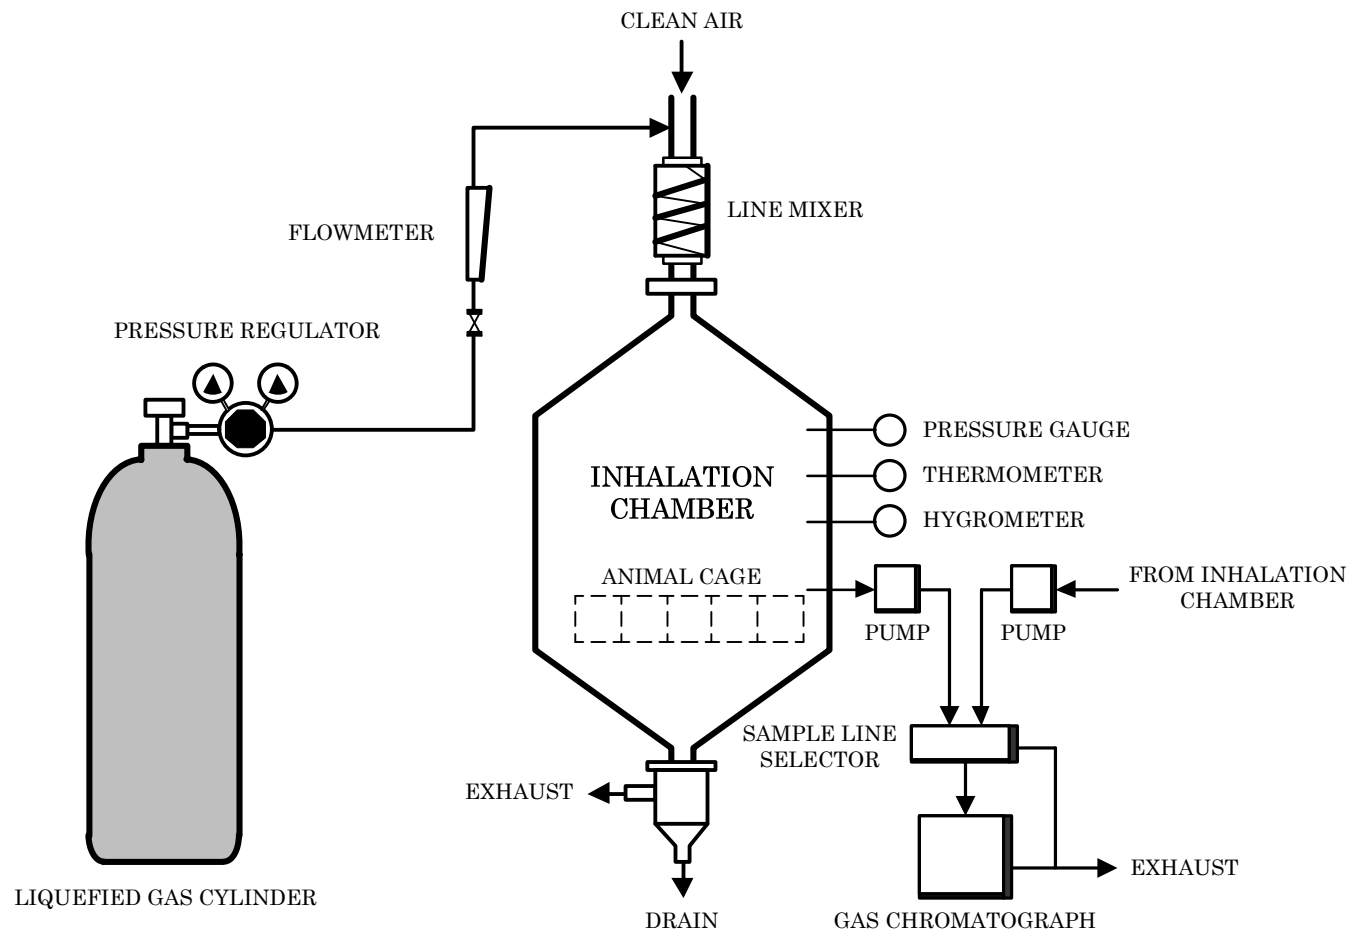 CLEAN AIR
LINE MIXER
FLOWMETER
PRESSURE REGULATOR
PRESSURE GAUGE
INHALATION
CHAMBER
THERMOMETER
HYGROMETER
ANIMAL CAGE
FROM INHALATION
CHAMBER
PUMP
PUMP
SAMPLE LINE
SELECTOR
EXHAUST
EXHAUST
LIQUEFIED GAS CYLINDER
DRAIN
GAS CHROMATOGRAPH